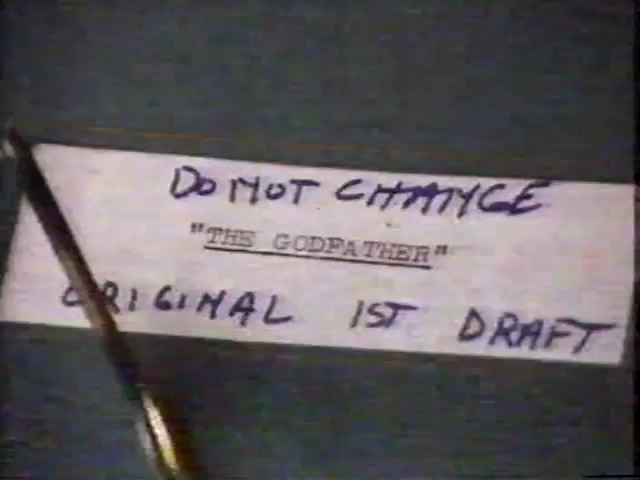 DO NOT CHANGE
"THE GODFATHER"
ORIGINAL 1ST DRAFT